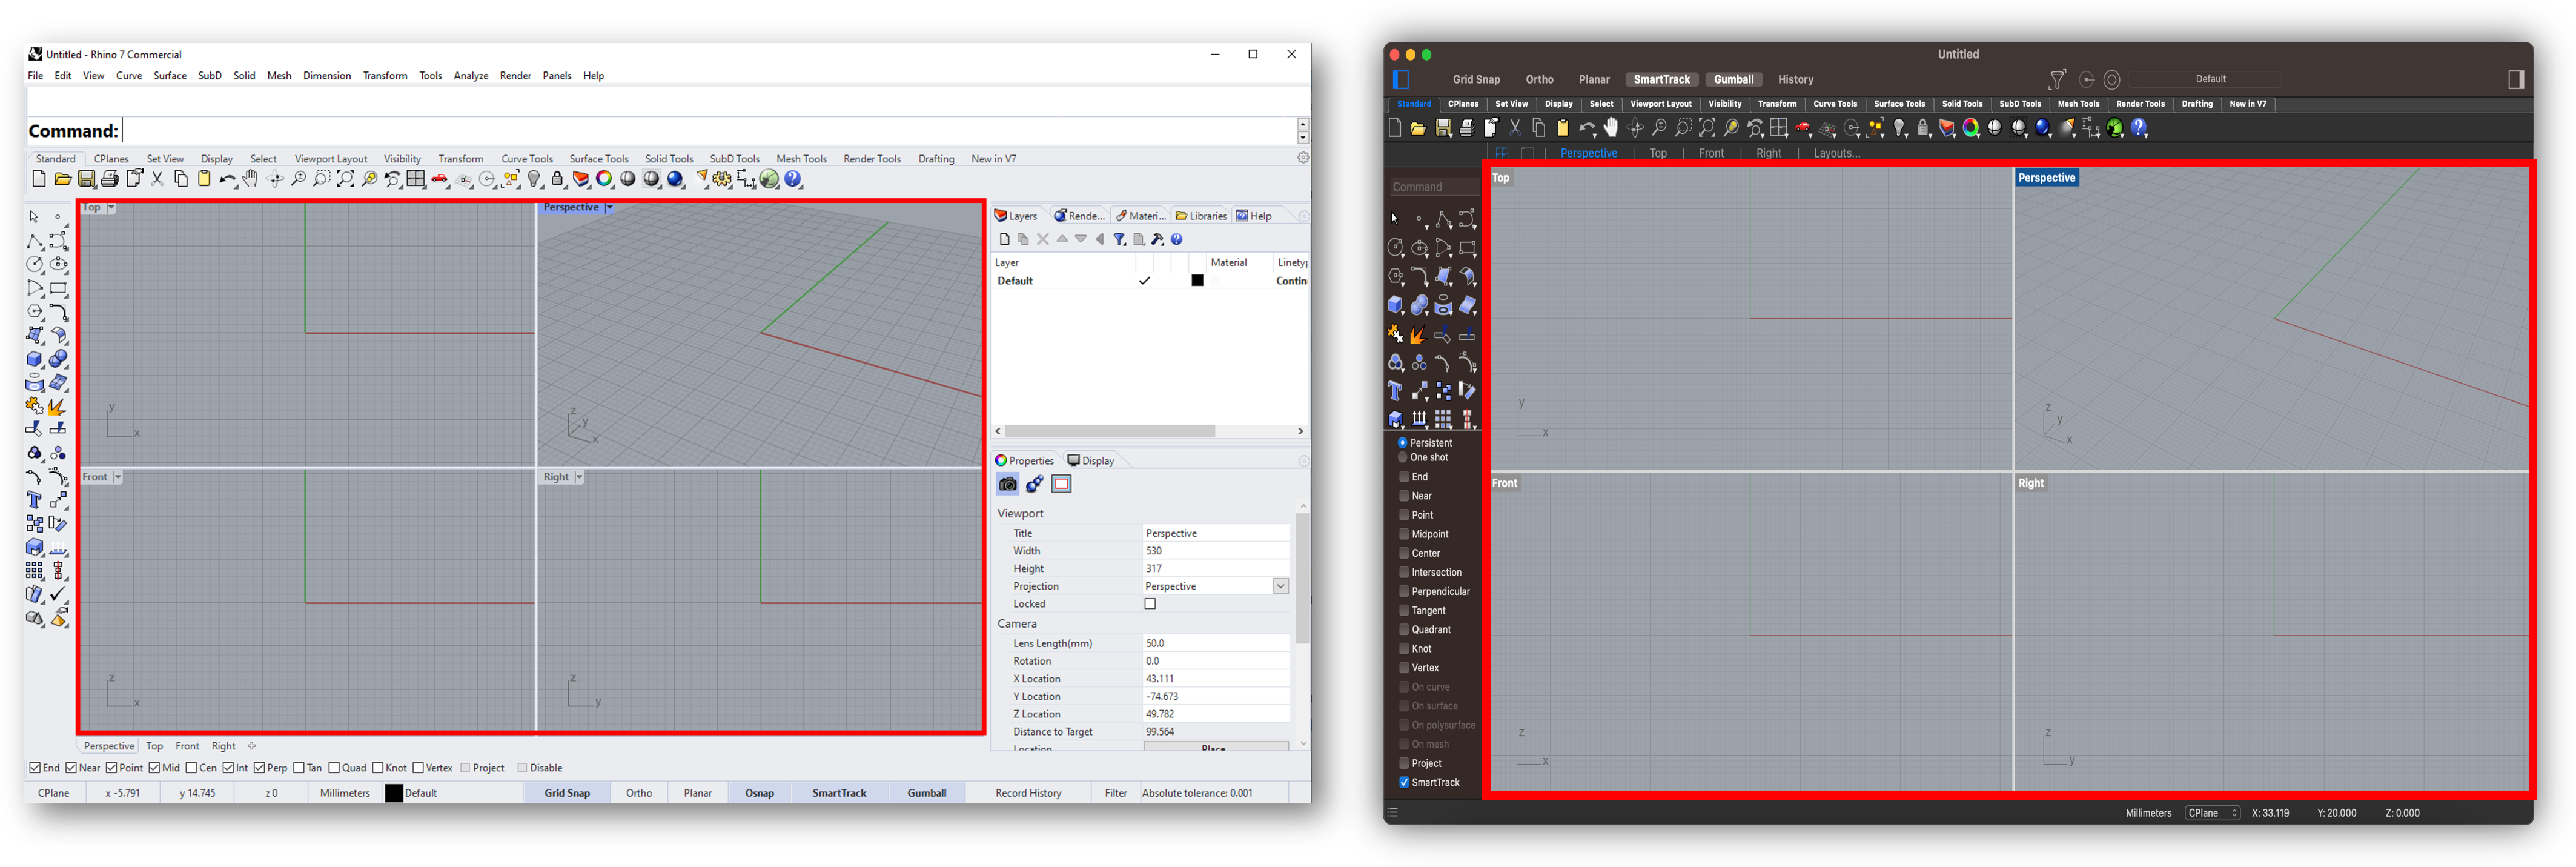 Untitled - Rhino 7 Commercial
File Edit View Curve Surface SubD Solid Mesh Dimension Transform Tools Analyze Render Panels Help
Command:
Standard CPlanes Set View Display Select Viewport Layout Visibility Transform Curve Tools Surface Tools Solid Tools SubD Tools Mesh Tools Render Tools Drafting New in V7
Top
Perspective
y
x
z
y
x
Front
Right
z
x
z
y
Layers Rende... Materi... Libraries Help
Layer Material Linety
Default Contin
Properties Display
Viewport
Title Perspective
Width 530
Height 317
Projection Perspective
Locked
Camera
Lens Length(mm) 50.0
Rotation 0.0
X Location 43.111
Y Location -74.673
Z Location 49.782
Distance to Target 99.564
Location Place
Perspective Top Front Right
End Near Point Mid Cen Int Perp Tan Quad Knot Vertex Project Disable
CPlane x -5.791 y 14.745 z 0 Millimeters Default Grid Snap Ortho Planar Osnap SmartTrack Gumball Record History Filter Absolute tolerance: 0.001
Untitled
Grid Snap Ortho Planar SmartTrack Gumball History Default
Standard CPlanes Set View Display Select Viewport Layout Visibility Transform Curve Tools Surface Tools Solid Tools SubD Tools Mesh Tools Render Tools Drafting New in V7
Perspective Top Front Right Layouts...
Command
Persistent
One shot
End
Near
Point
Midpoint
Center
Intersection
Perpendicular
Tangent
Quadrant
Knot
Vertex
On curve
On surface
On polysurface
On mesh
Project
SmartTrack
Top
Perspective
y
x
z
y
x
Front
Right
z
x
z
y
Millimeters CPlane X: 33.119 Y: 20.000 Z: 0.000